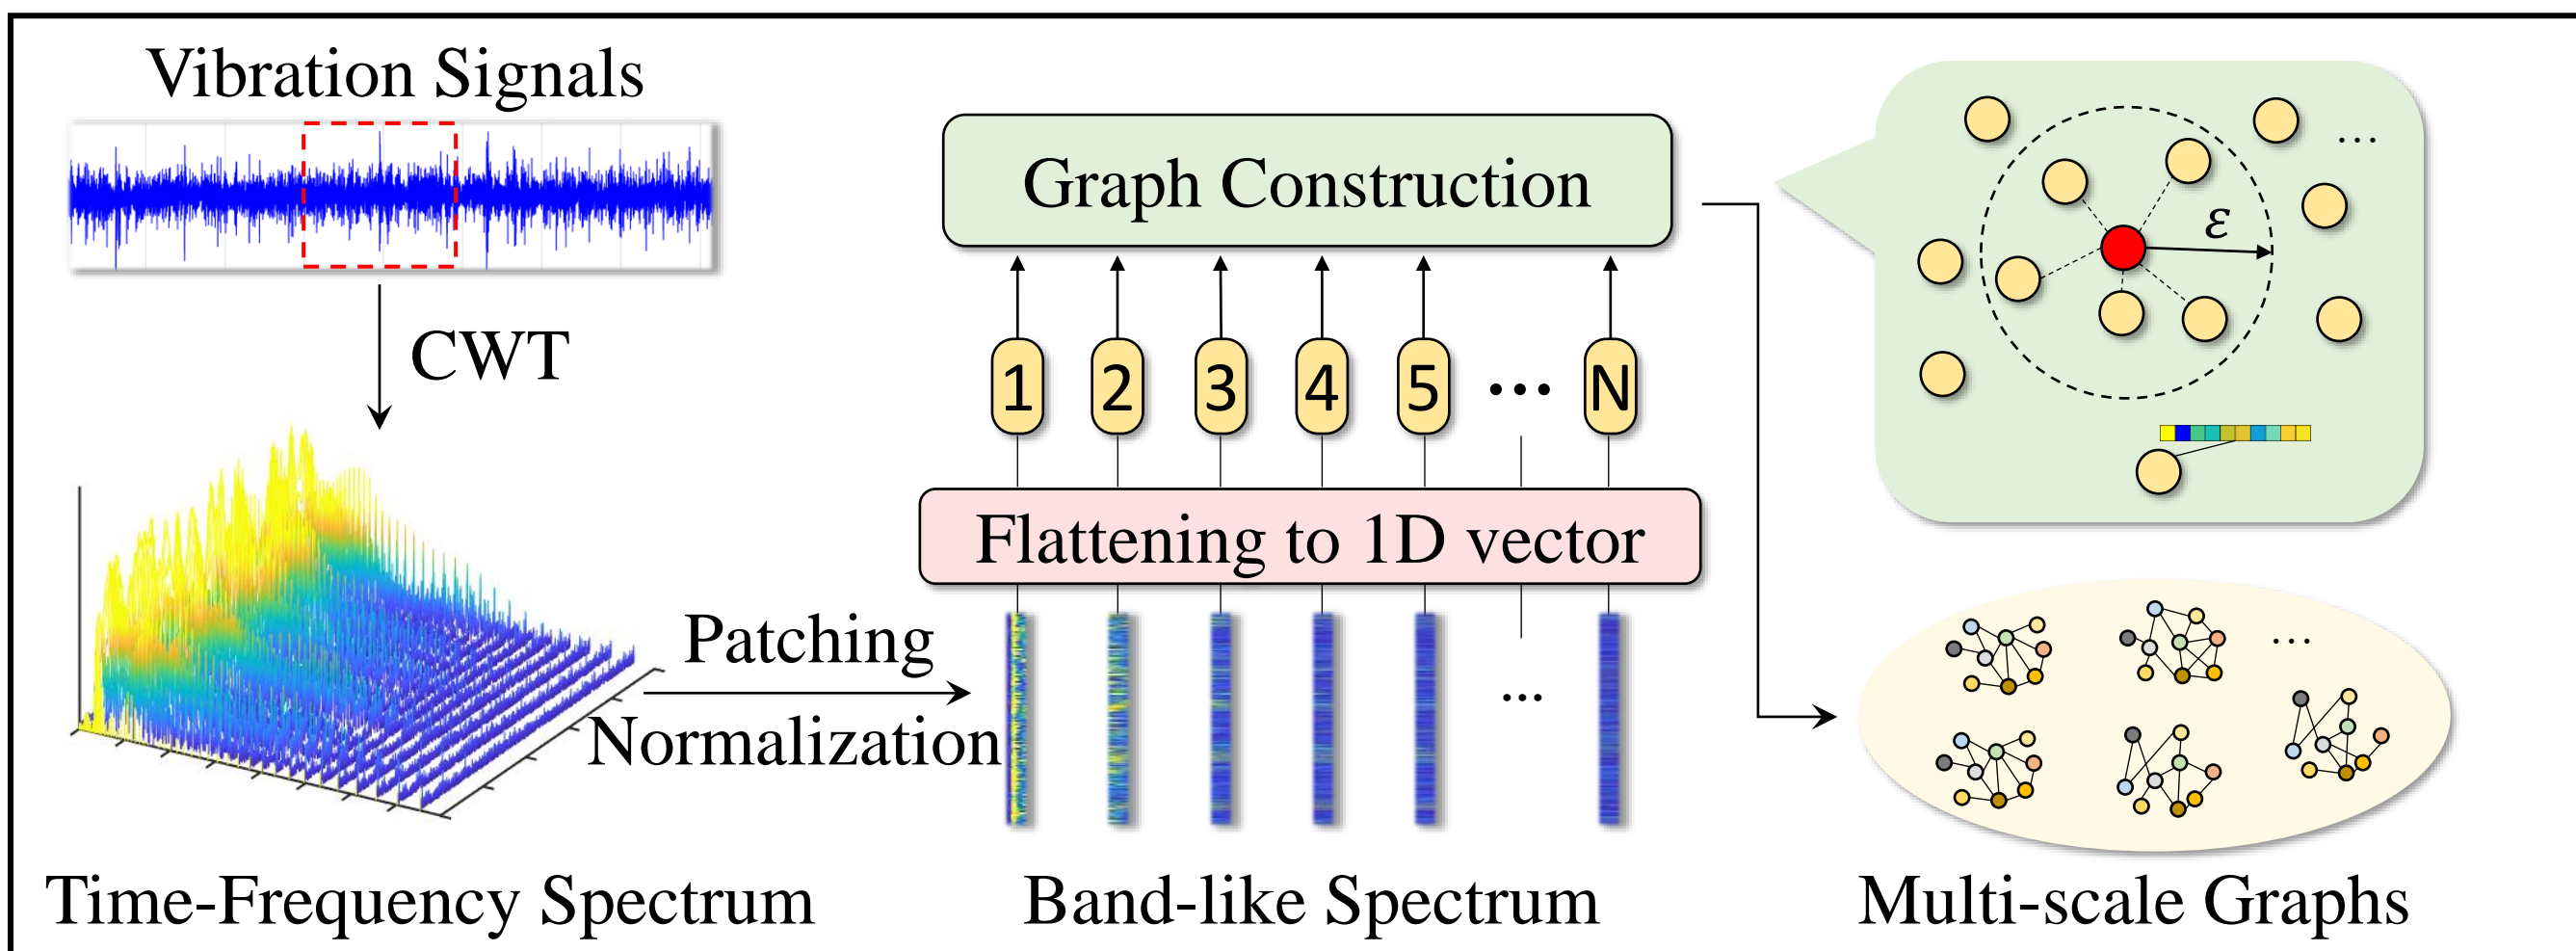 Vibration Signals
CWT
Time-Frequency Spectrum
Patching
Normalization
Graph Construction
1 2 3 4 5 ... N
Flattening to 1D vector
...
Band-like Spectrum
...
ε
...
Multi-scale Graphs